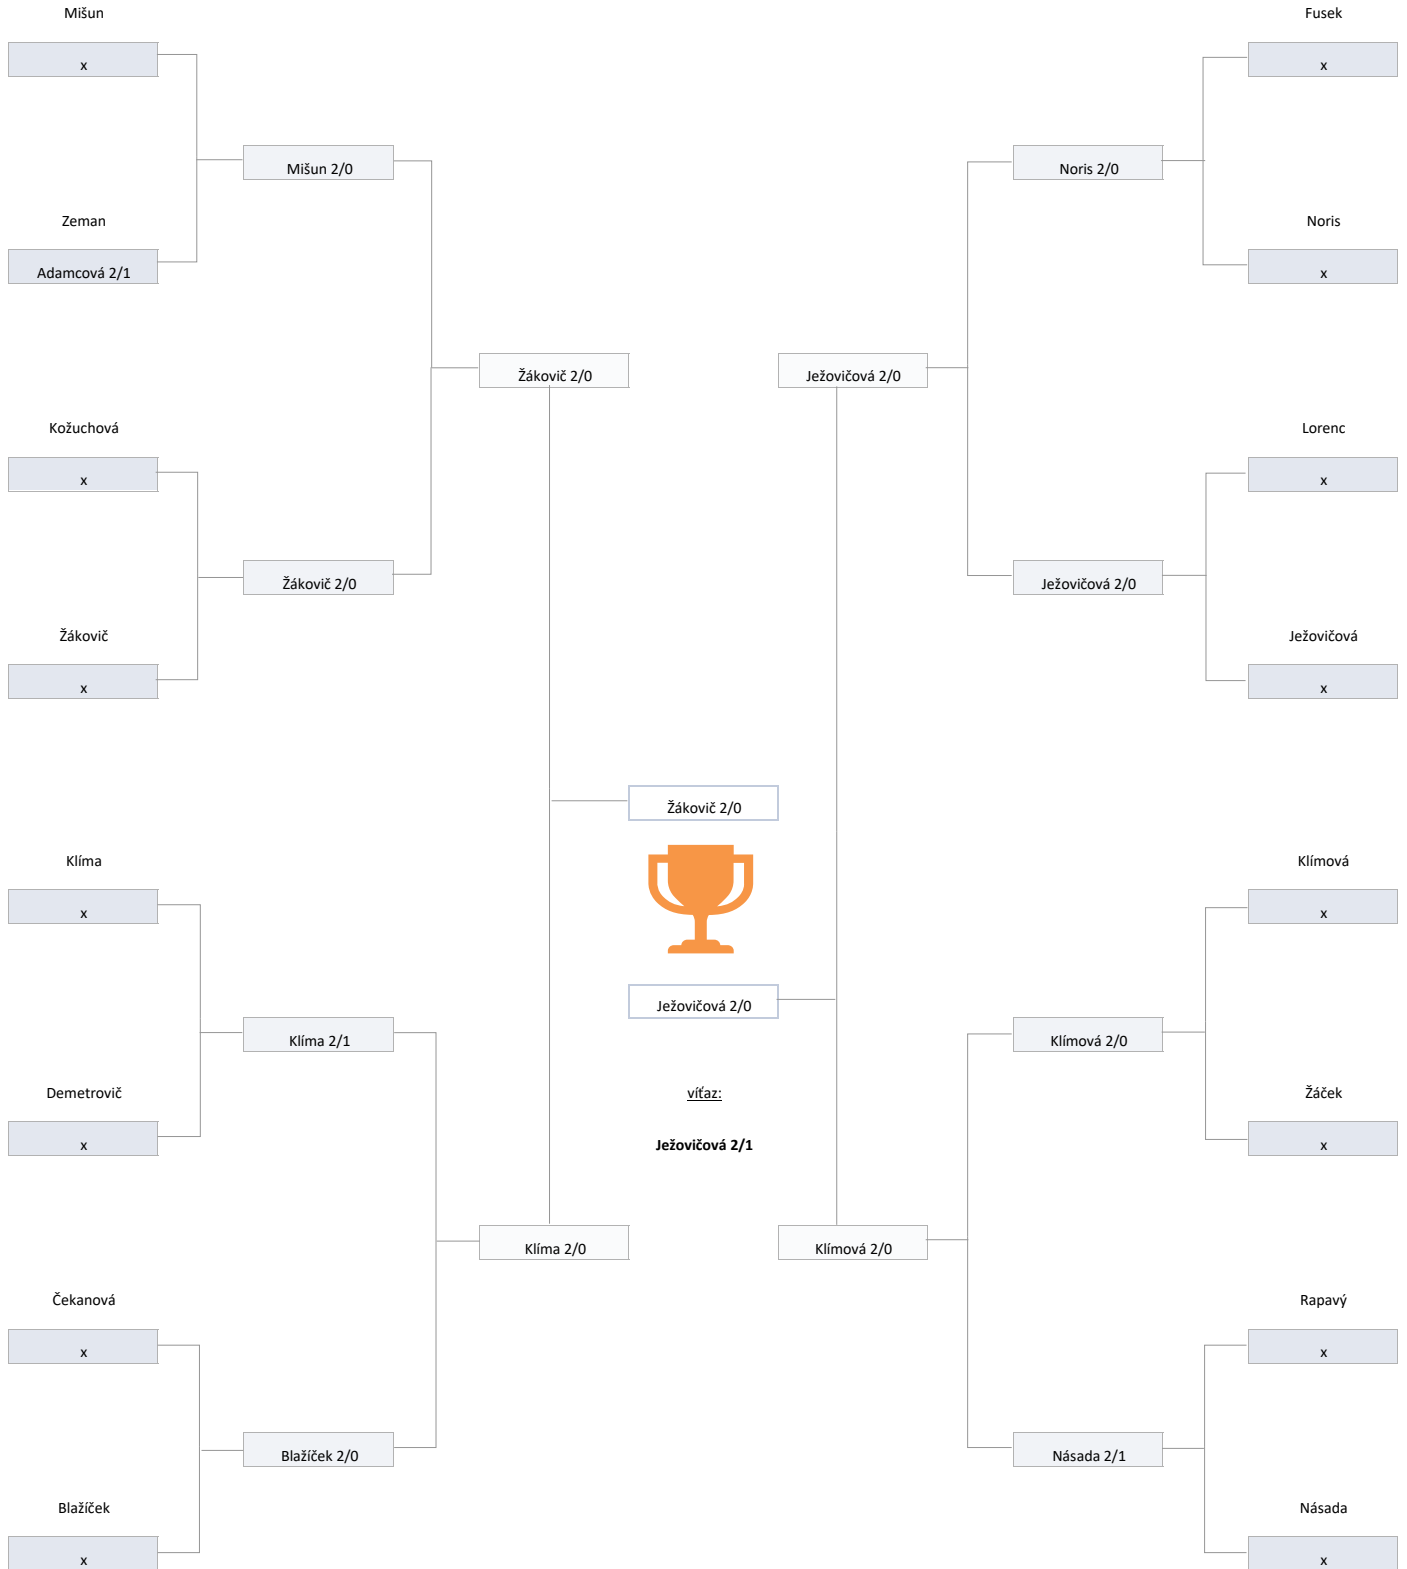 Mišun
Fusek
x
x
Mišun 2/0
Noris 2/0
Zeman
Noris
Adamcová 2/1
x
Žákovič 2/0
Ježovičová 2/0
Kožuchová
Lorenc
x
x
Žákovič 2/0
Ježovičová 2/0
Žákovič
Ježovičová
x
x
Žákovič 2/0
Klíma
Klímová
x
x
Ježovičová 2/0
Klíma 2/1
Klímová 2/0
Demetrovič
víťaz:
Žáček
x
Ježovičová 2/1
x
Klíma 2/0
Klímová 2/0
Čekanová
Rapavý
x
x
Blažíček 2/0
Násada 2/1
Blažíček
Násada
x
x